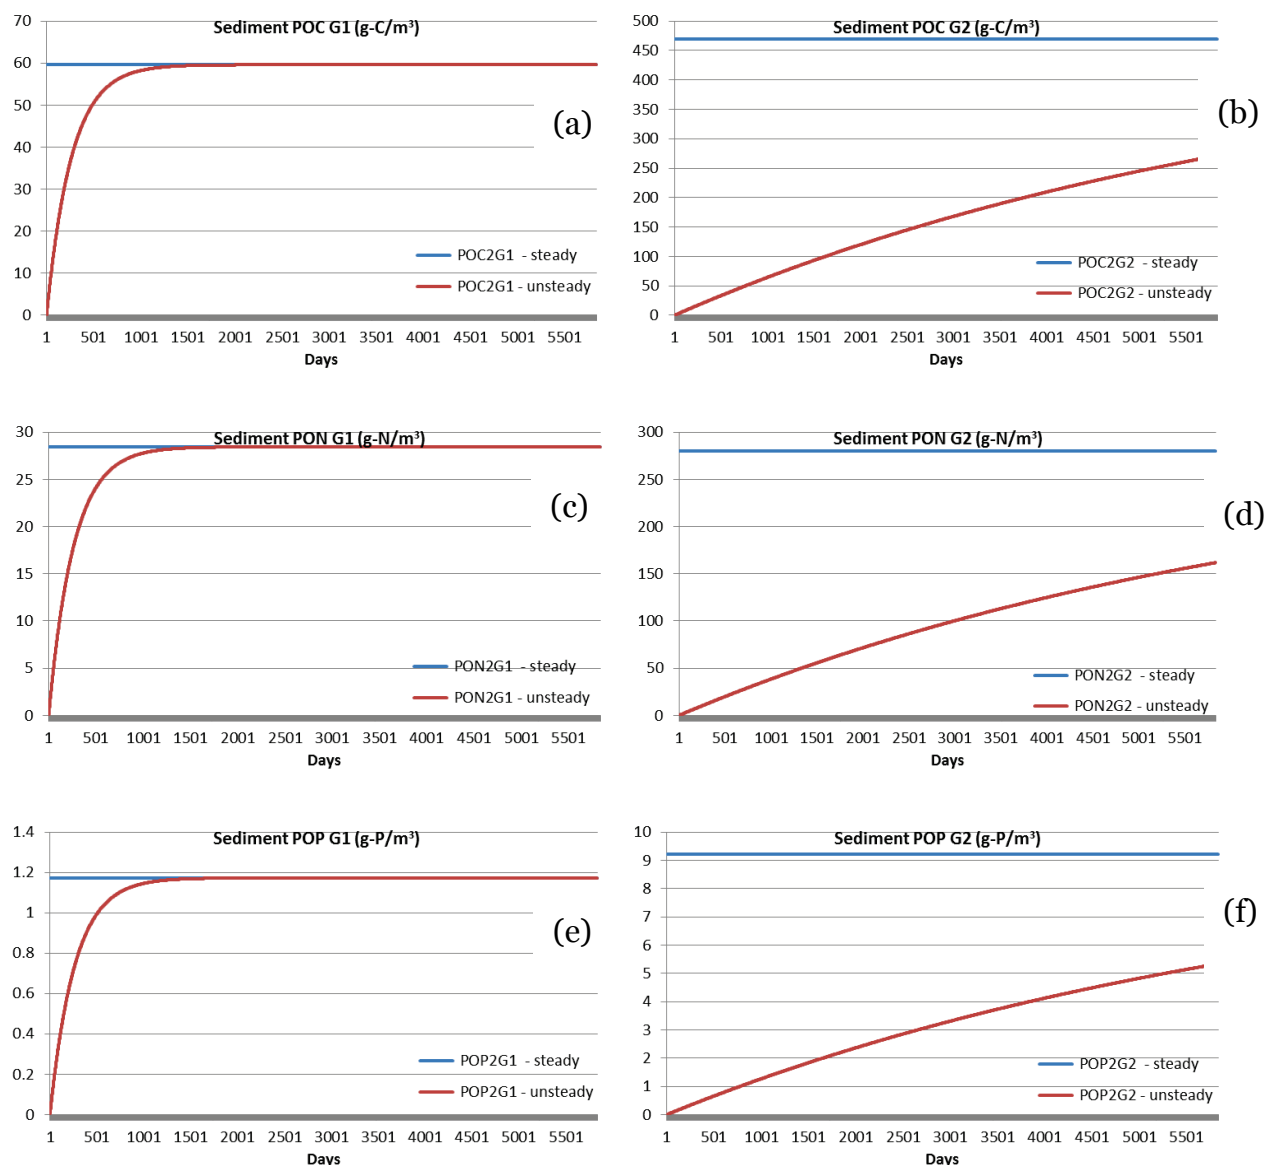 Sediment POC G1 (g-C/m³)
70
60
50
40
30
20
10
0
(a)
POC2G1 - steady
POC2G1 - unsteady
1 501 1001 1501 2001 2501 3001 3501 4001 4501 5001 5501
Days
Sediment POC G2 (g-C/m³)
500
450
400
350
300
250
200
150
100
50
0
(b)
POC2G2 - steady
POC2G2 - unsteady
1 501 1001 1501 2001 2501 3001 3501 4001 4501 5001 5501
Days
Sediment PON G1 (g-N/m³)
30
25
20
15
10
5
0
(c)
PON2G1 - steady
PON2G1 - unsteady
1 501 1001 1501 2001 2501 3001 3501 4001 4501 5001 5501
Days
Sediment PON G2 (g-N/m³)
300
250
200
150
100
50
0
(d)
PON2G2 - steady
PON2G2 - unsteady
1 501 1001 1501 2001 2501 3001 3501 4001 4501 5001 5501
Days
Sediment POP G1 (g-P/m³)
1.4
1.2
1
0.8
0.6
0.4
0.2
0
(e)
POP2G1 - steady
POP2G1 - unsteady
1 501 1001 1501 2001 2501 3001 3501 4001 4501 5001 5501
Days
Sediment POP G2 (g-P/m³)
10
9
8
7
6
5
4
3
2
1
0
(f)
POP2G2 - steady
POP2G2 - unsteady
1 501 1001 1501 2001 2501 3001 3501 4001 4501 5001 5501
Days